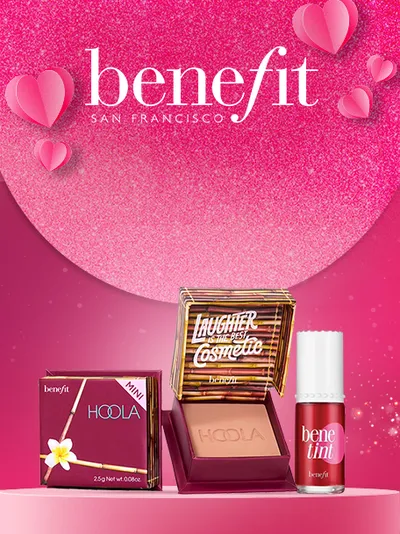 benefit
SAN FRANCISCO
LAUGHTER
IS THE BEST
Cosmetic
benefit
benefit
MINI
HOOLA
2.5g Net wt. 0.08oz.
HOOLA
bene
tint
benefit